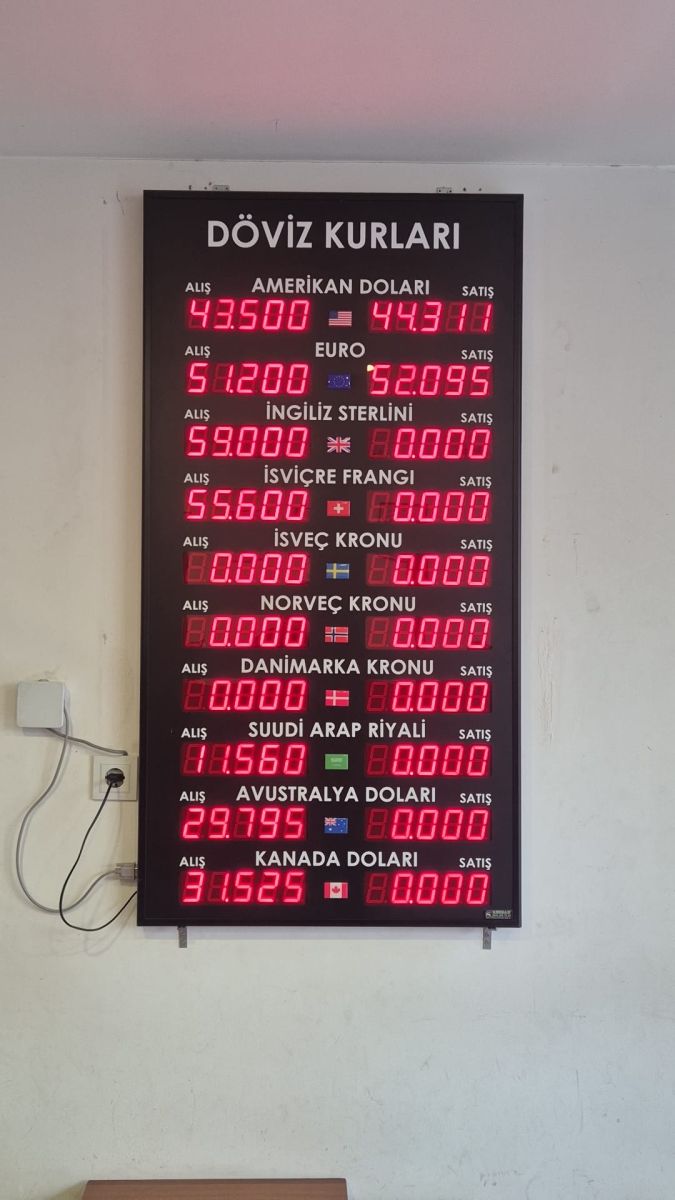 DÖVİZ KURLARI
ALIŞ AMERİKAN DOLARI SATIŞ
43.500 44.311
ALIŞ EURO SATIŞ
51.200 52.095
ALIŞ İNGİLİZ STERLİNİ SATIŞ
59.000 0.000
ALIŞ İSVİÇRE FRANGI SATIŞ
55.600 0.000
ALIŞ İSVEÇ KRONU SATIŞ
0.000 0.000
ALIŞ NORVEÇ KRONU SATIŞ
0.000 0.000
ALIŞ DANİMARKA KRONU SATIŞ
0.000 0.000
ALIŞ SUUDİ ARAP RİYALİ SATIŞ
11.560 0.000
ALIŞ AVUSTRALYA DOLARI SATIŞ
29.795 0.000
ALIŞ KANADA DOLARI SATIŞ
31.525 0.000